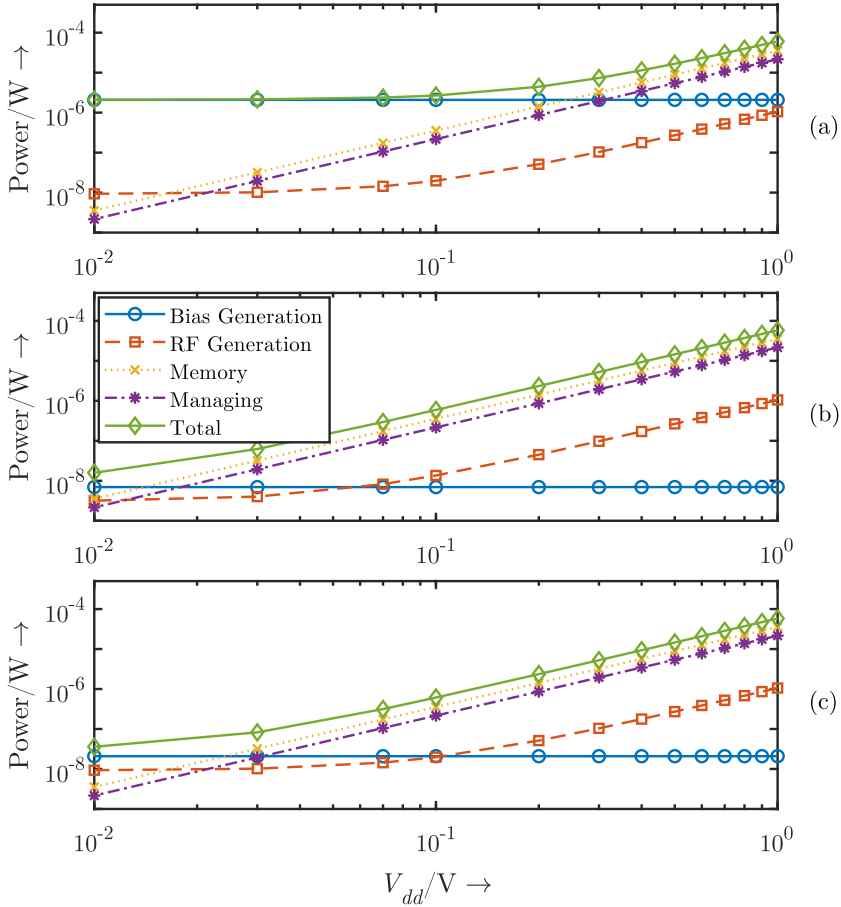 10^-4
10^-6
10^-8
Power/W →
10^-2
10^-1
10^0
(a)
10^-4
10^-6
10^-8
Power/W →
Bias Generation
RF Generation
Memory
Managing
Total
10^-2
10^-1
10^0
(b)
10^-4
10^-6
10^-8
Power/W →
10^-2
10^-1
10^0
(c)
V_dd/V →